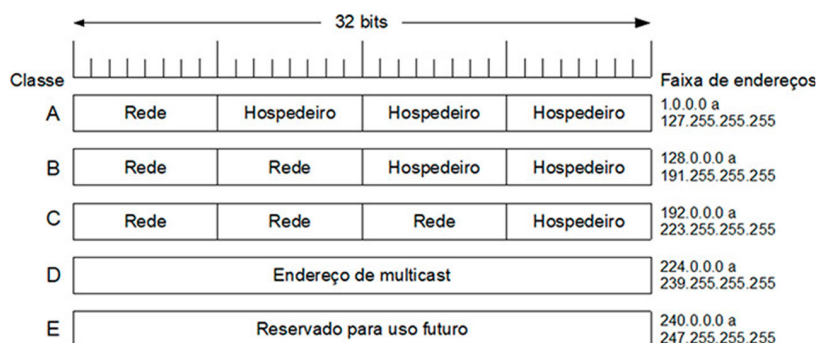 32 bits
Classe
Faixa de endereços
A
Rede
Hospedeiro
Hospedeiro
Hospedeiro
1.0.0.0 a
127.255.255.255
B
Rede
Rede
Hospedeiro
Hospedeiro
128.0.0.0 a
191.255.255.255
C
Rede
Rede
Rede
Hospedeiro
192.0.0.0 a
223.255.255.255
D
Endereço de multicast
224.0.0.0 a
239.255.255.255
E
Reservado para uso futuro
240.0.0.0 a
247.255.255.255